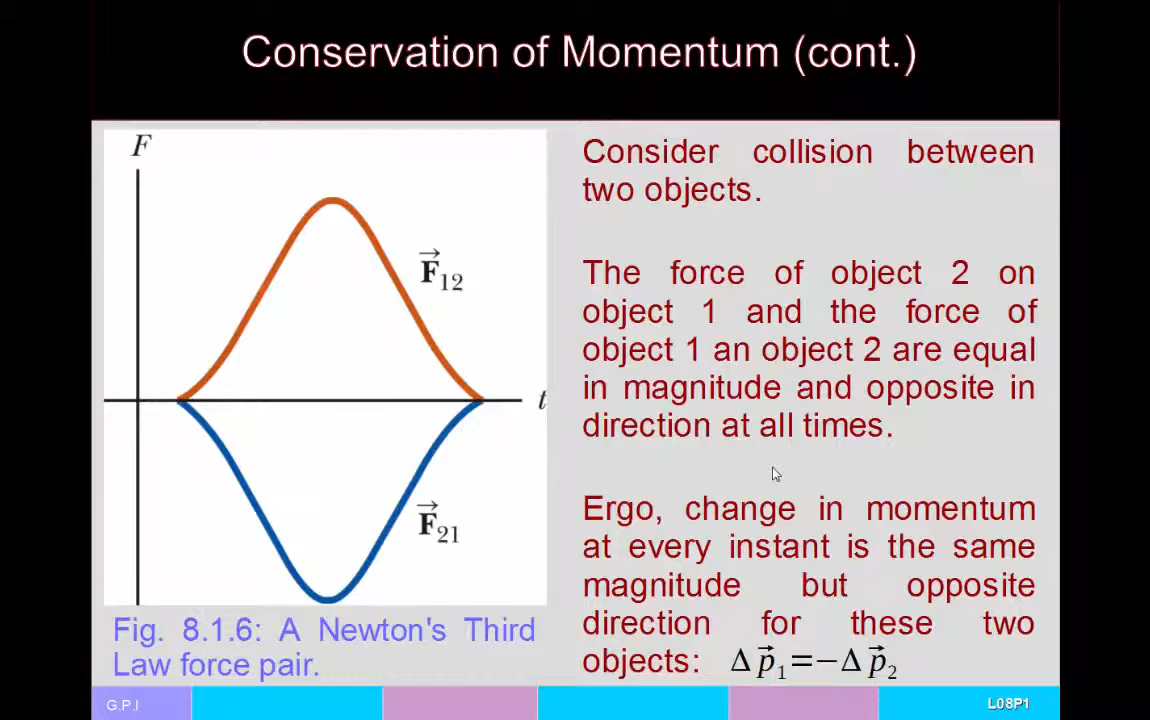 Conservation of Momentum (cont.)
F
F⃗12
t
F⃗21
Fig. 8.1.6: A Newton's Third
Law force pair.
Consider collision between
two objects.
The force of object 2 on
object 1 and the force of
object 1 an object 2 are equal
in magnitude and opposite in
direction at all times.
Ergo, change in momentum
at every instant is the same
magnitude but opposite
direction for these two
objects: Δp⃗1=−Δp⃗2
G.P.I
L08P1